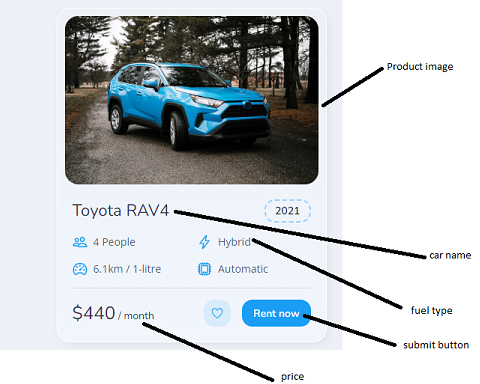 Product image
Toyota RAV4
2021
4 People
Hybrid
6.1km / 1-litre
Automatic
car name
$440 / month
Rent now
fuel type
submit button
price